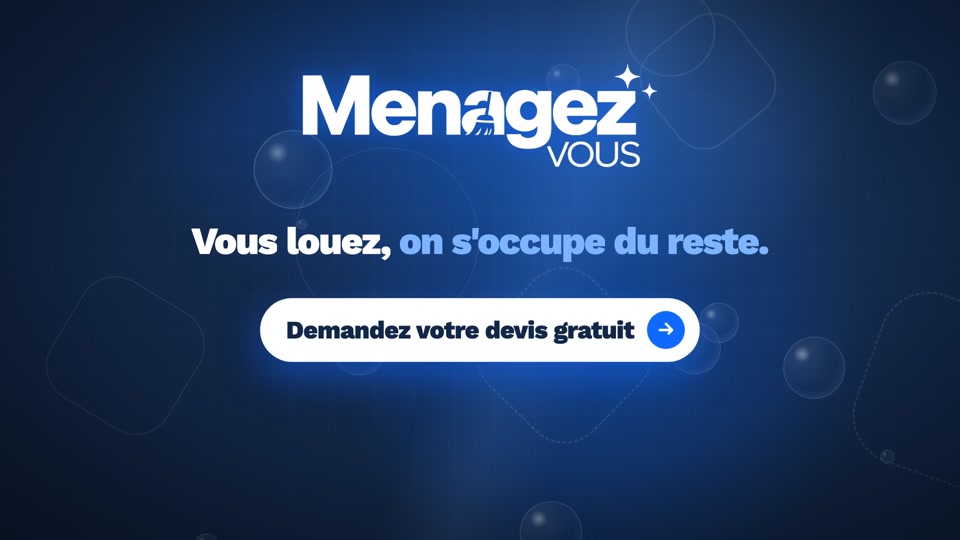 Menagez
VOUS
Vous louez, on s'occupe du reste.
Demandez votre devis gratuit